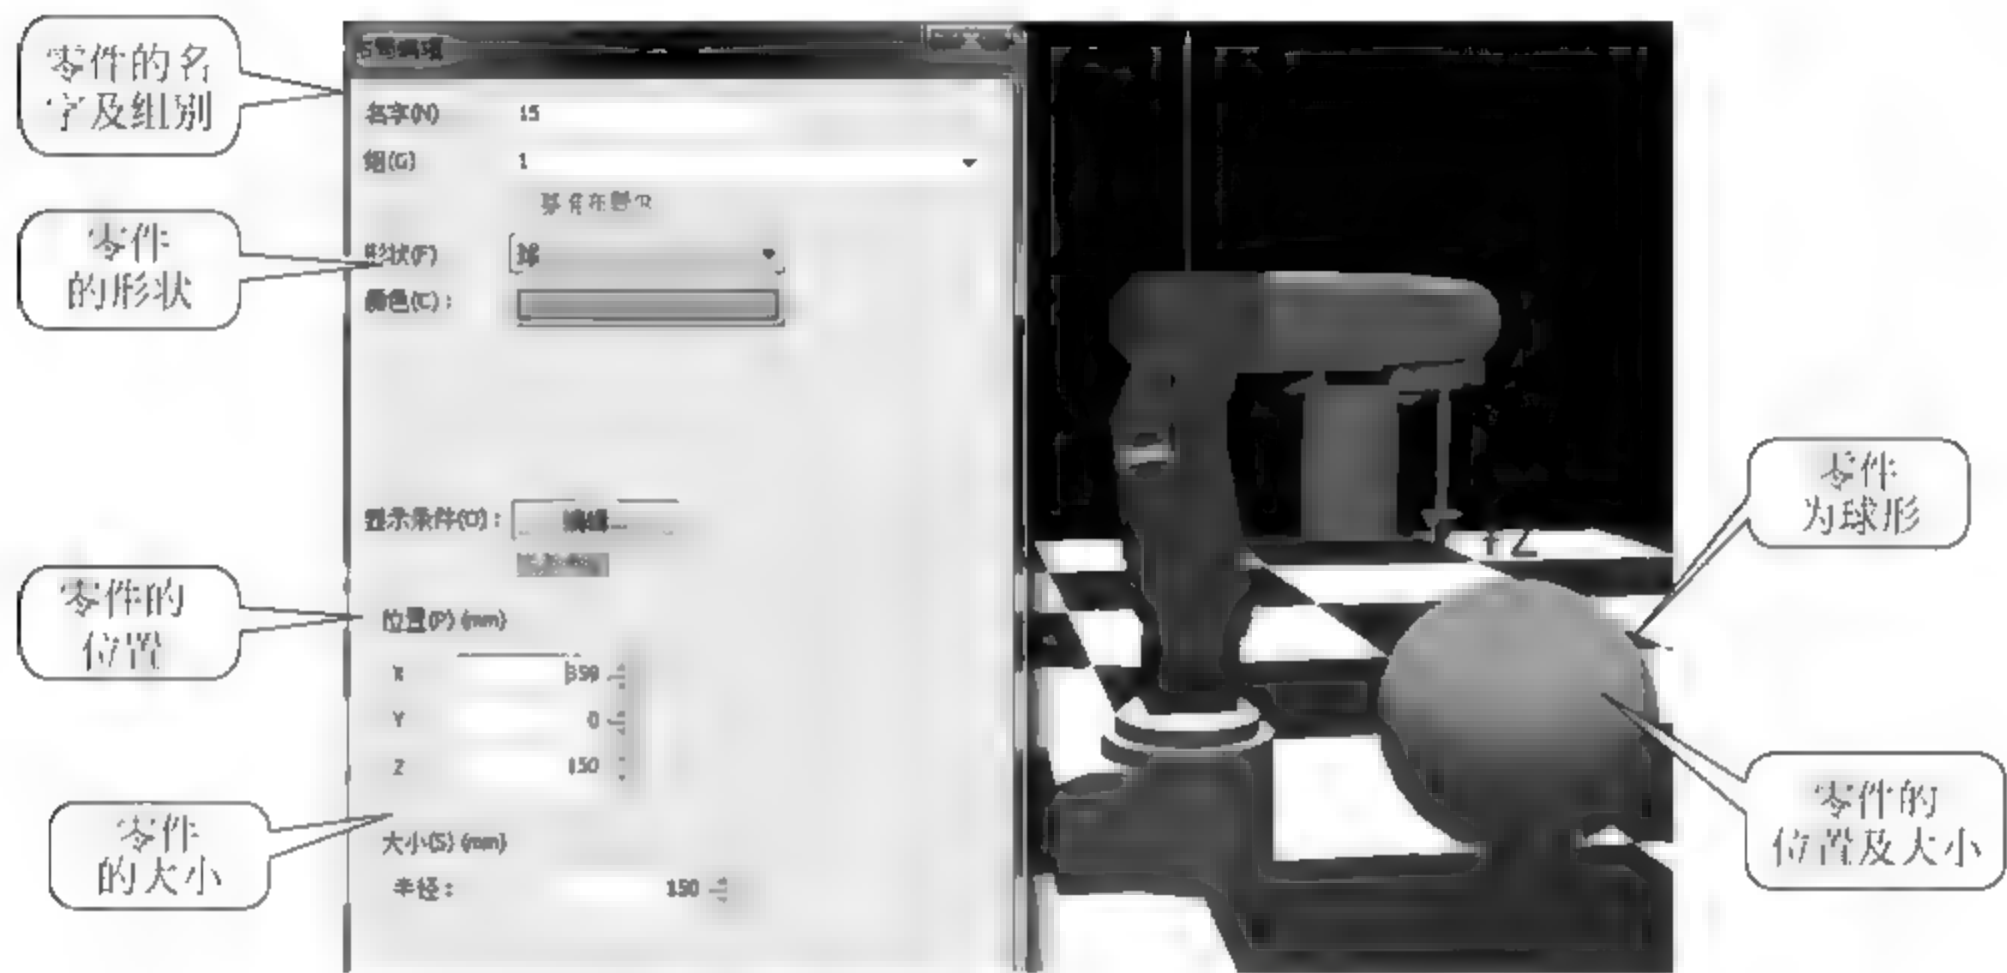 零件的名
字及组别
名字(N) 15
组(G) 1
零件
的形状
形状(F) 球
颜色(C):
显示条件(O): 编辑...
零件的
位置
位置(P) (mm)
X 350
Y 0
Z 150
零件
的大小
大小(S) (mm)
半径: 150
+Z
零件
为球形
零件的
位置及大小